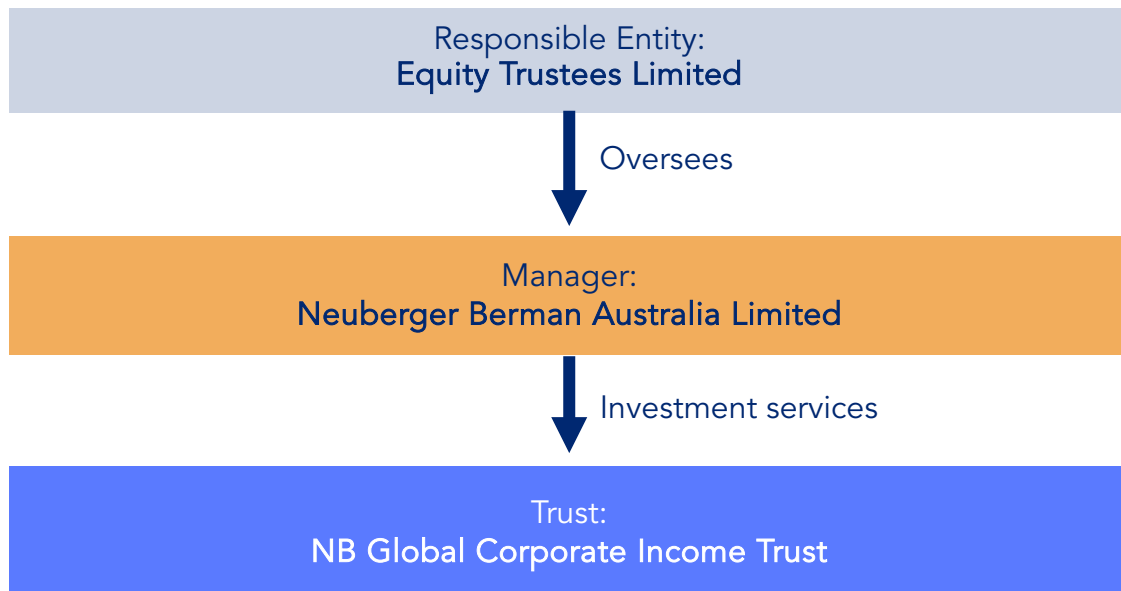 Responsible Entity:
Equity Trustees Limited
Oversees
Manager:
Neuberger Berman Australia Limited
Investment services
Trust:
NB Global Corporate Income Trust